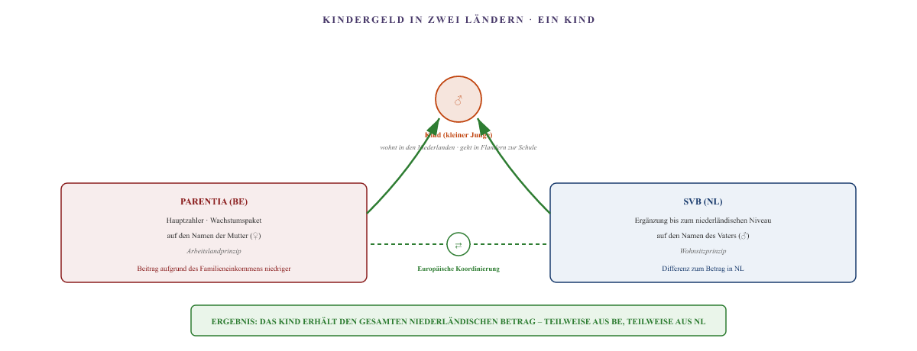 KINDERGELD IN ZWEI LÄNDERN · EIN KIND
♂
Kind (kleiner Junge)
wohnt in den Niederlanden · geht in Flandern zur Schule
PARENTIA (BE)
Hauptzahler · Wachstumspaket
auf den Namen der Mutter (♀)
Arbeitslandprinzip
Beitrag aufgrund des Familieneinkommens niedriger
⇄
Europäische Koordinierung
SVB (NL)
Ergänzung bis zum niederländischen Niveau
auf den Namen des Vaters (♂)
Wohnsitzprinzip
Differenz zum Betrag in NL
ERGEBNIS: DAS KIND ERHÄLT DEN GESAMTEN NIEDERLÄNDISCHEN BETRAG – TEILWEISE AUS BE, TEILWEISE AUS NL